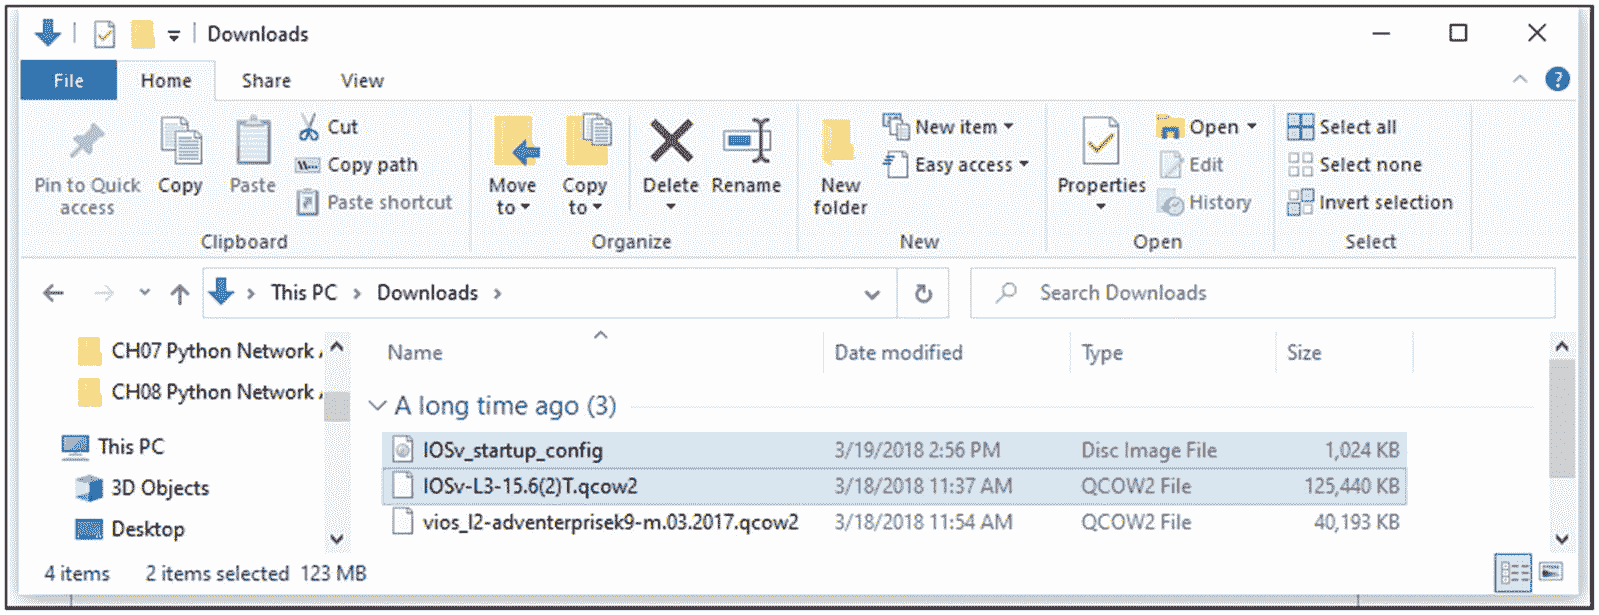 Downloads
File Home Share View
Pin to Quick access
Copy
Paste
Cut
Copy path
Paste shortcut
Clipboard
Move to
Copy to
Delete
Rename
Organize
New folder
New item
Easy access
New
Properties
Open
Edit
History
Open
Select all
Select none
Invert selection
Select
This PC > Downloads >
Search Downloads
CH07 Python Network
CH08 Python Network
This PC
3D Objects
Desktop
Name Date modified Type Size
A long time ago (3)
IOSv_startup_config 3/19/2018 2:56 PM Disc Image File 1,024 KB
IOSv-L3-15.6(2)T.qcow2 3/18/2018 11:37 AM QCOW2 File 125,440 KB
vios_l2-adventerprisek9-m.03.2017.qcow2 3/18/2018 11:54 AM QCOW2 File 40,193 KB
4 items 2 items selected 123 MB